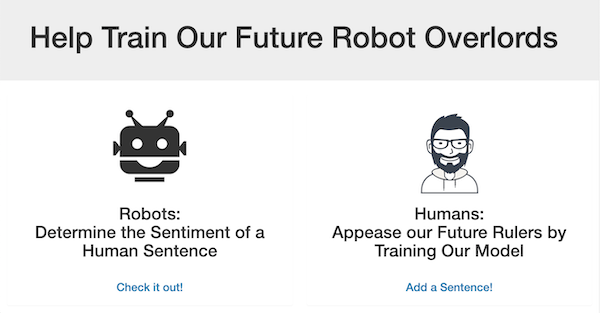 Help Train Our Future Robot Overlords
Robots:
Determine the Sentiment of a
Human Sentence
Check it out!
Humans:
Appease our Future Rulers by
Training Our Model
Add a Sentence!